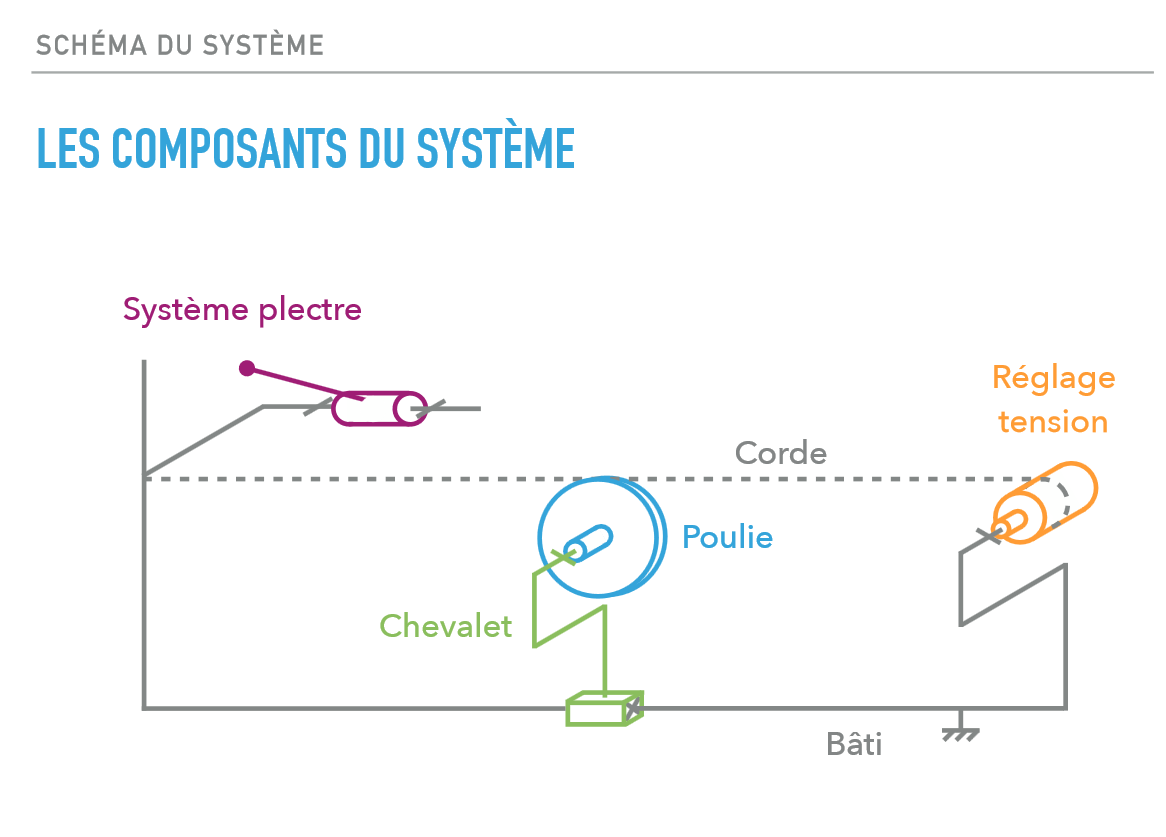 SCHÉMA DU SYSTÈME
LES COMPOSANTS DU SYSTÈME
Système plectre
Réglage
tension
Corde
Poulie
Chevalet
Bâti